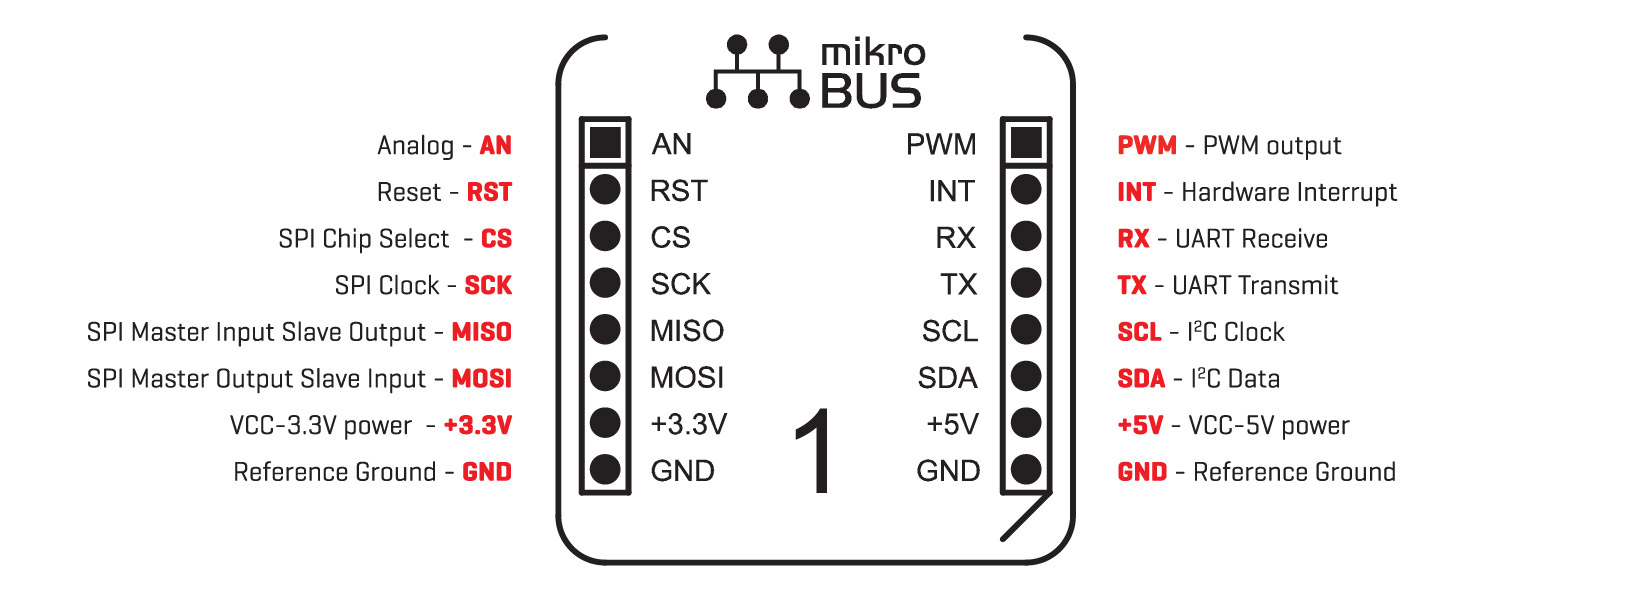 mikro
BUS
Analog - AN
AN
PWM
PWM - PWM output
Reset - RST
RST
INT
INT - Hardware Interrupt
SPI Chip Select - CS
CS
RX
RX - UART Receive
SPI Clock - SCK
SCK
TX
TX - UART Transmit
SPI Master Input Slave Output - MISO
MISO
SCL
SCL - I²C Clock
SPI Master Output Slave Input - MOSI
MOSI
SDA
SDA - I²C Data
VCC-3.3V power - +3.3V
+3.3V
+5V
+5V - VCC-5V power
Reference Ground - GND
GND
1
GND
GND - Reference Ground